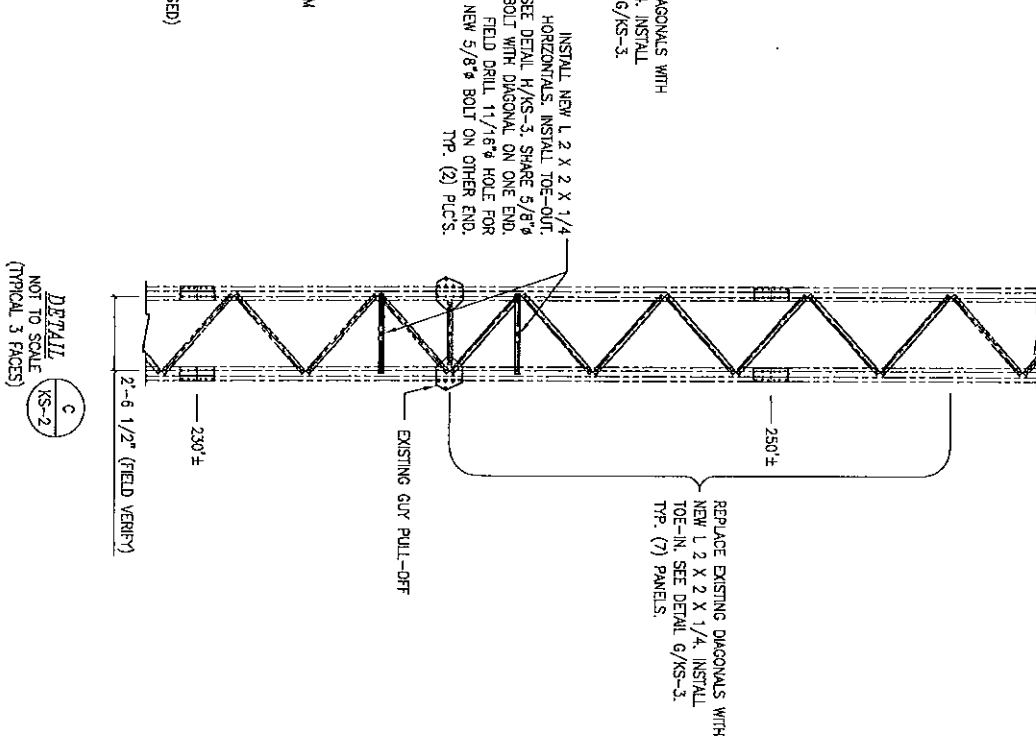 AGONALS WITH
INSTALL
G/KS-3.
M
SED)
INSTALL NEW L 2 X 2 X 1/4
HORIZONTALS. INSTALL TOE-OUT.
SEE DETAIL H/KS-3. SHARE 5/8"ø
BOLT WITH DIAGONAL ON ONE END.
FIELD DRILL 11/16"ø HOLE FOR
NEW 5/8"ø BOLT ON OTHER END.
TYP. (2) PLC'S.
250'±
REPLACE EXISTING DIAGONALS WITH
NEW L 2 X 2 X 1/4. INSTALL
TOE-IN. SEE DETAIL G/KS-3.
TYP. (7) PANELS.
EXISTING GUY PULL-OFF
230'±
2'-6 1/2" (FIELD VERIFY)
DETAIL
NOT TO SCALE
(TYPICAL 3 FACES)
C
KS-2